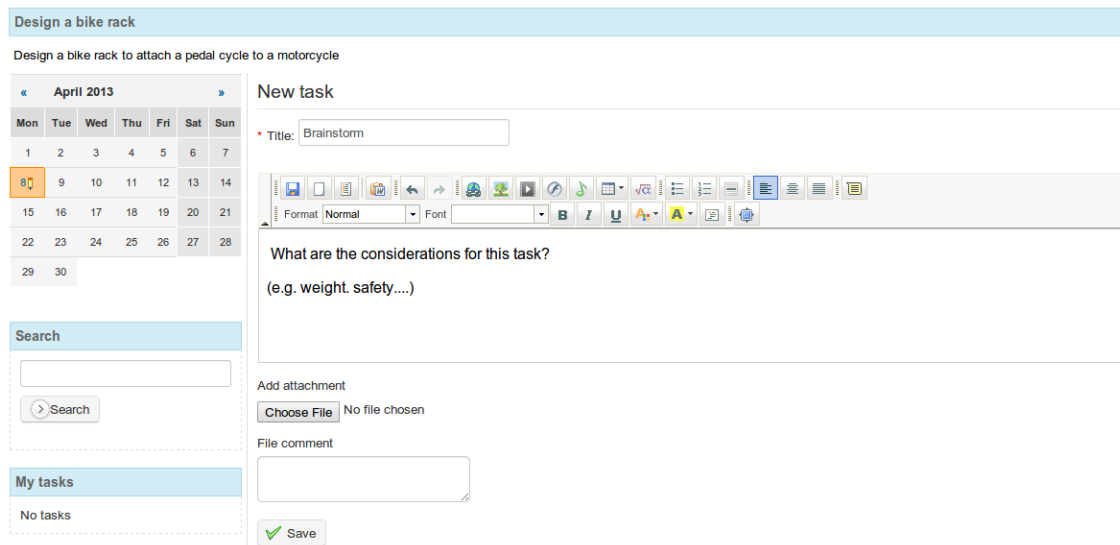 Design a bike rack
Design a bike rack to attach a pedal cycle to a motorcycle
« April 2013 »
Mon Tue Wed Thu Fri Sat Sun
1 2 3 4 5 6 7
8 9 10 11 12 13 14
15 16 17 18 19 20 21
22 23 24 25 26 27 28
29 30
Search
Search
My tasks
No tasks
New task
* Title: Brainstorm
Format Normal Font B I U A A
What are the considerations for this task?
(e.g. weight. safety....)
Add attachment
Choose File No file chosen
File comment
Save